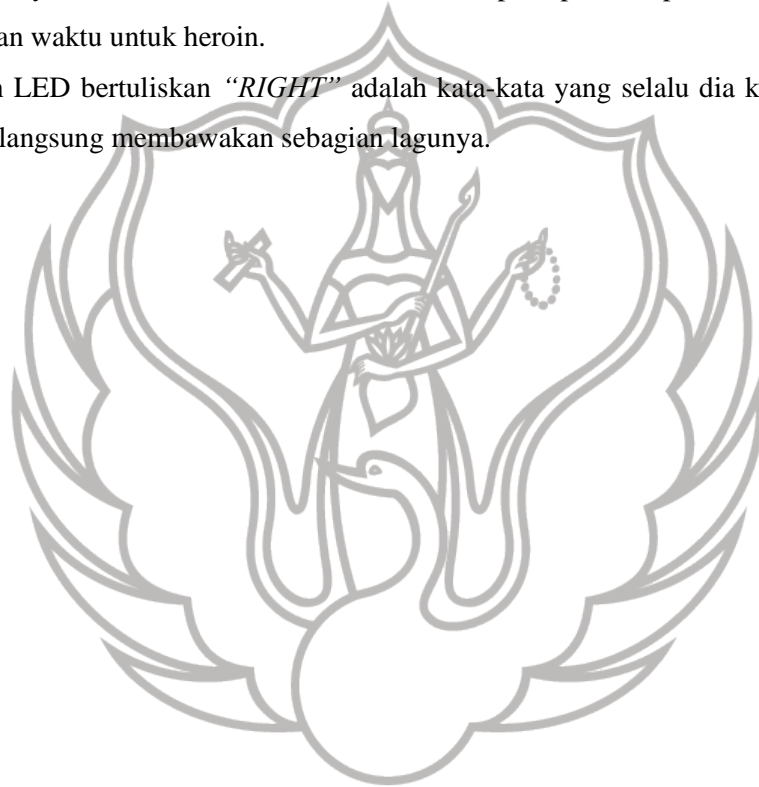 an waktu untuk heroin.
LED bertuliskan “RIGHT” adalah kata-kata yang selalu dia k
langsung membawakan sebagian lagunya.